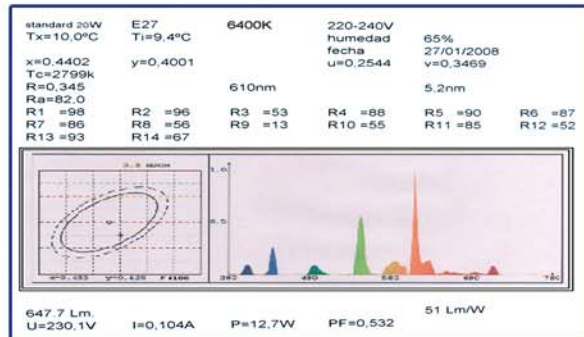 standard 20W E27 6400K 220-240V
Tx=10,0ºC Ti=9,4ºC humedad 65%
fecha 27/01/2008
x=0,4402 y=0,4001 u=0,2544 v=0,3469
Tc=2799k
R=0,345 610nm 5,2nm
Ra=82,0
R1 =98 R2 =96 R3 =53 R4 =88 R5 =90 R6 =87
R7 =86 R8 =56 R9 =13 R10 =55 R11 =85 R12 =52
R13 =93 R14 =67
1.0
0.5
380 780
647.7 Lm. 51 Lm/W
U=230,1V I=0,104A P=12,7W PF=0,532